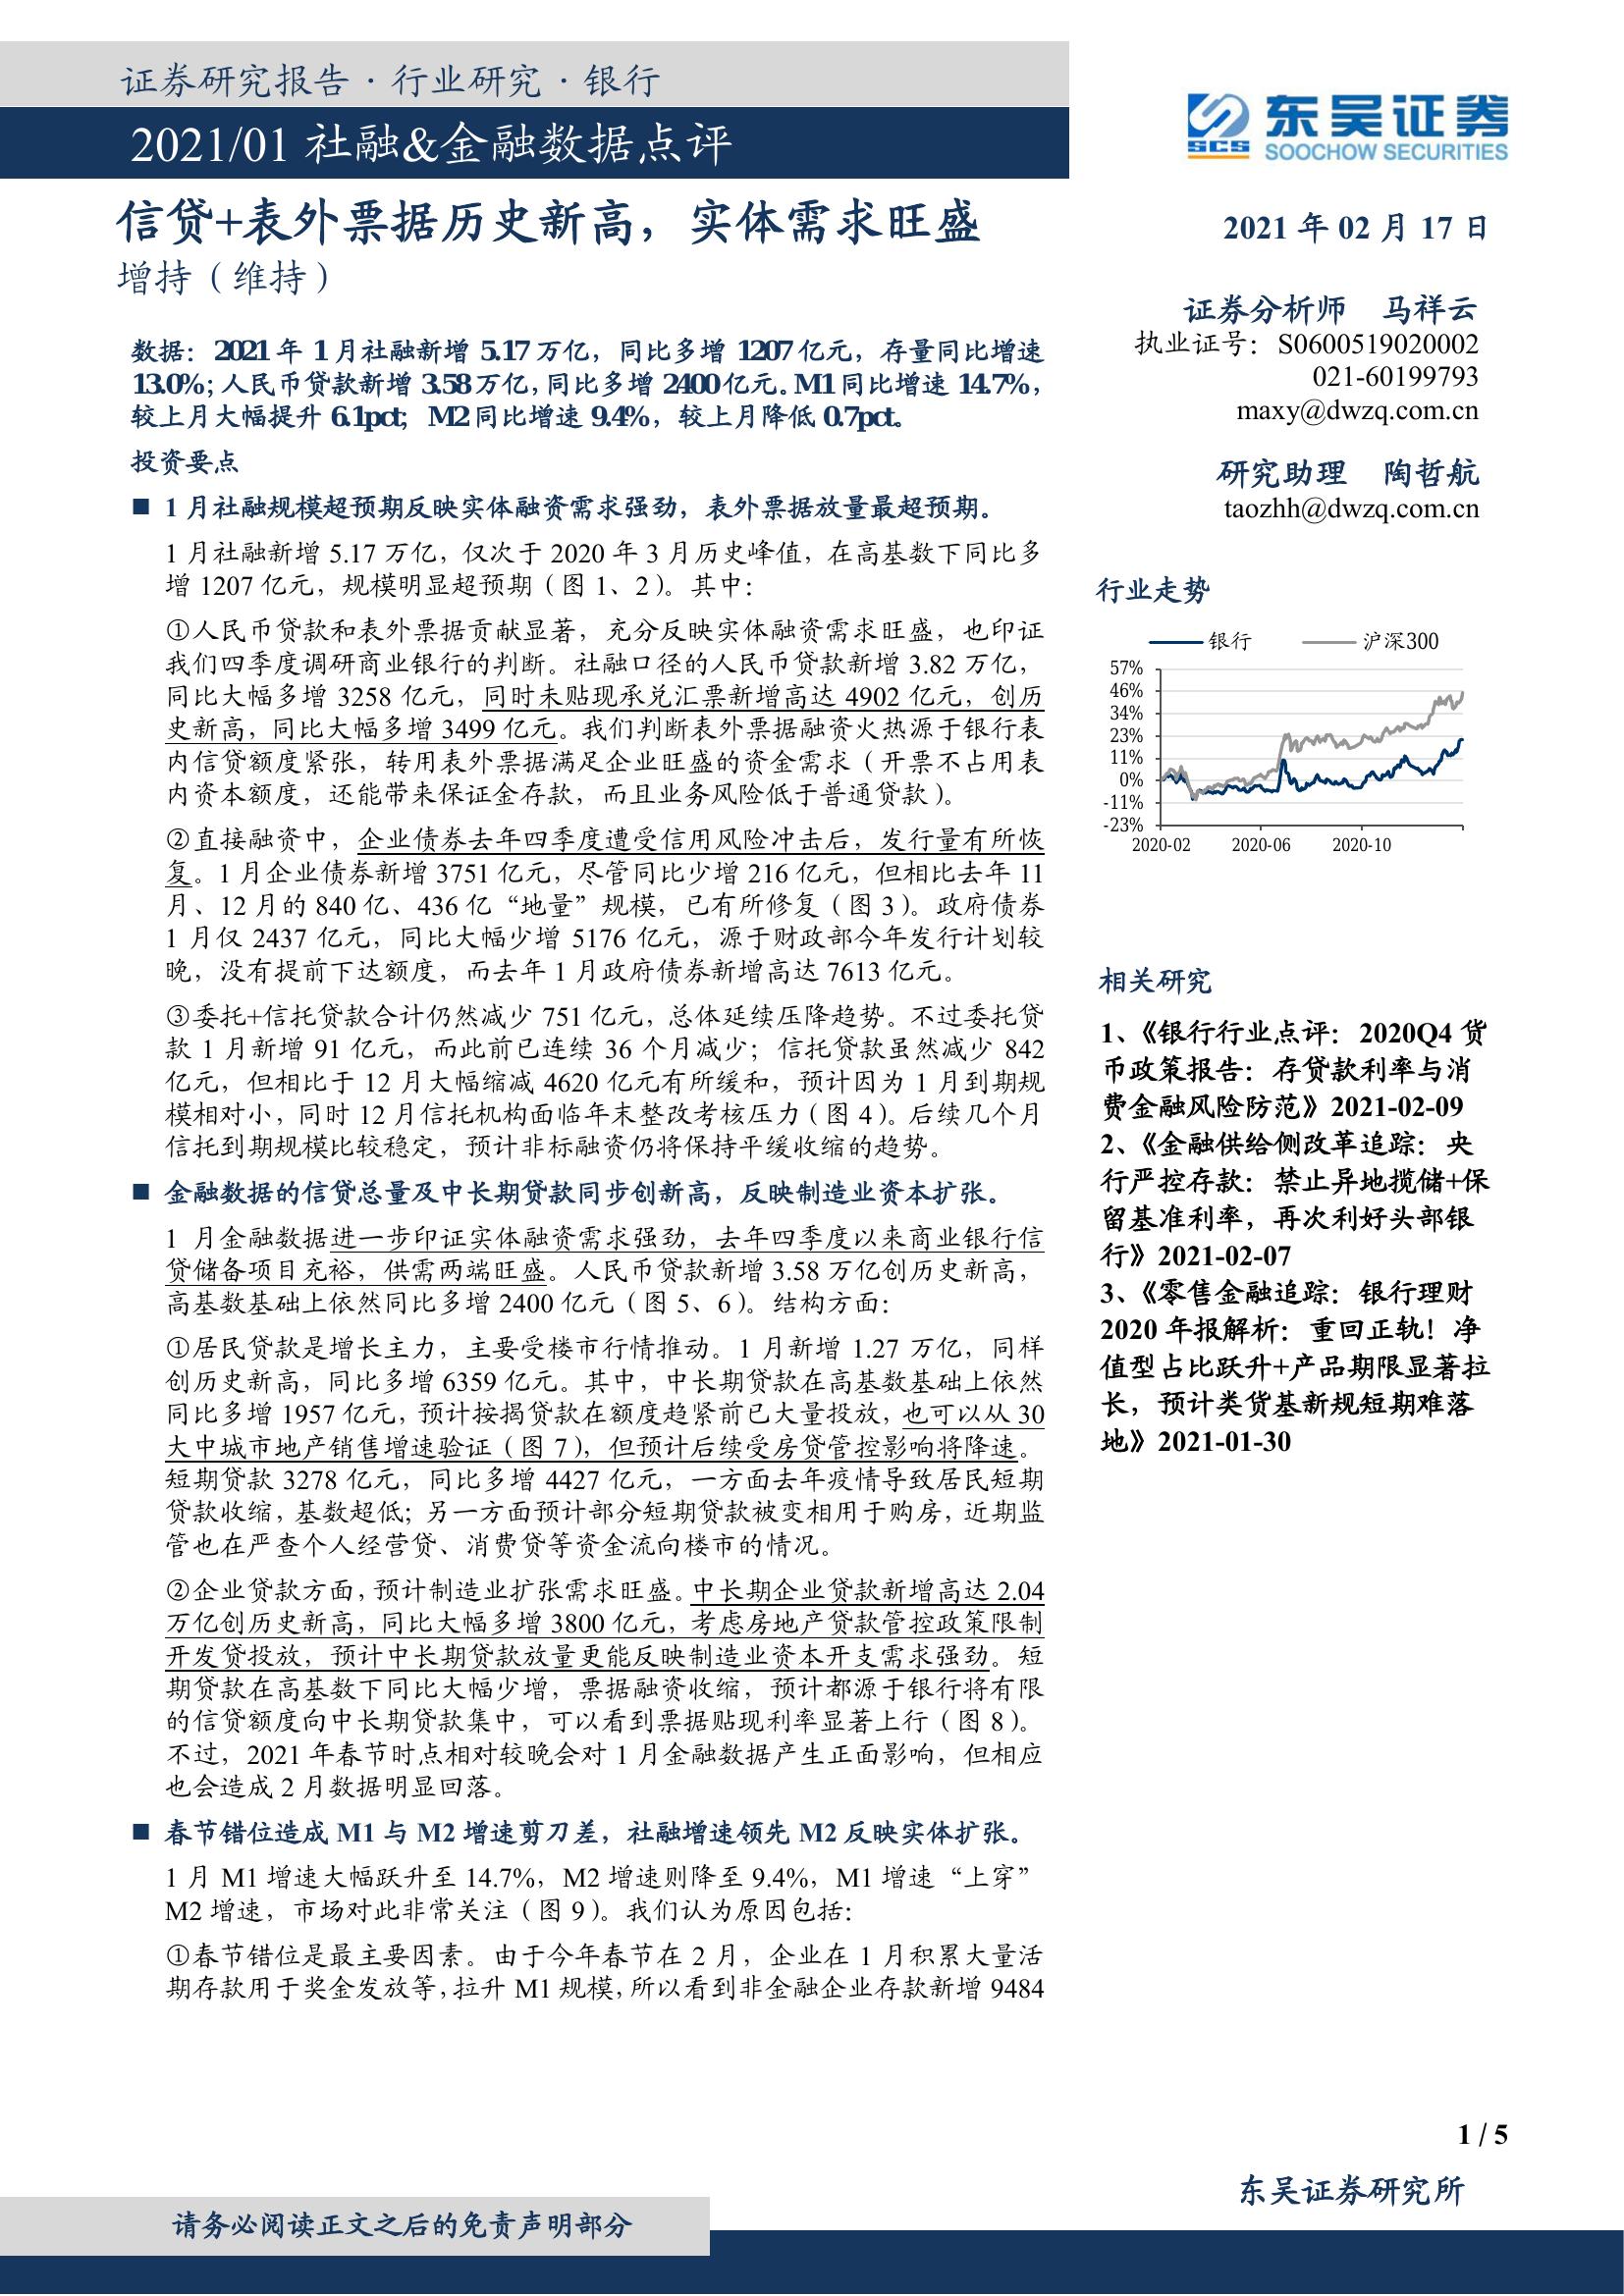 证券研究报告·行业研究·银行
2021/01 社融&金融数据点评
SCS
东吴证券
SOOCHOW SECURITIES
信贷+表外票据历史新高，实体需求旺盛
增持（维持）
数据：2021 年 1 月社融新增 5.17 万亿，同比多增 1207 亿元，存量同比增速
13.0%；人民币贷款新增 3.58 万亿，同比多增 2400 亿元。M1 同比增速 14.7%，
较上月大幅提升 6.1pct；M2 同比增速 9.4%，较上月降低 0.7pct。
投资要点
■ 1 月社融规模超预期反映实体融资需求强劲，表外票据放量最超预期。
1 月社融新增 5.17 万亿，仅次于 2020 年 3 月历史峰值，在高基数下同比多
增 1207 亿元，规模明显超预期（图 1、2）。其中：
①人民币贷款和表外票据贡献显著，充分反映实体融资需求旺盛，也印证
我们四季度调研商业银行的判断。社融口径的人民币贷款新增 3.82 万亿，
同比大幅多增 3258 亿元，同时未贴现承兑汇票新增高达 4902 亿元，创历
史新高，同比大幅多增 3499 亿元。我们判断表外票据融资火热源于银行表
内信贷额度紧张，转用表外票据满足企业旺盛的资金需求（开票不占用表
内资本额度，还能带来保证金存款，而且业务风险低于普通贷款）。
②直接融资中，企业债券去年四季度遭受信用风险冲击后，发行量有所恢
复。1 月企业债券新增 3751 亿元，尽管同比少增 216 亿元，但相比去年 11
月、12 月的 840 亿、436 亿“地量”规模，已有所修复（图 3）。政府债券
1 月仅 2437 亿元，同比大幅少增 5176 亿元，源于财政部今年发行计划较
晚，没有提前下达额度，而去年 1 月政府债券新增高达 7613 亿元。
③委托+信托贷款合计仍然减少 751 亿元，总体延续压降趋势。不过委托贷
款 1 月新增 91 亿元，而此前已连续 36 个月减少；信托贷款虽然减少 842
亿元，但相比于 12 月大幅缩减 4620 亿元有所缓和，预计因为 1 月到期规
模相对小，同时 12 月信托机构面临年末整改考核压力（图 4）。后续几个月
信托到期规模比较稳定，预计非标融资仍将保持平缓收缩的趋势。
■ 金融数据的信贷总量及中长期贷款同步创新高，反映制造业资本扩张。
1 月金融数据进一步印证实体融资需求强劲，去年四季度以来商业银行信
贷储备项目充裕，供需两端旺盛。人民币贷款新增 3.58 万亿创历史新高，
高基数基础上依然同比多增 2400 亿元（图 5、6）。结构方面：
①居民贷款是增长主力，主要受楼市行情推动。1 月新增 1.27 万亿，同样
创历史新高，同比多增 6359 亿元。其中，中长期贷款在高基数基础上依然
同比多增 1957 亿元，预计按揭贷款在额度趋紧前已大量投放，也可以从 30
大中城市地产销售增速验证（图 7），但预计后续受房贷管控影响将降速。
短期贷款 3278 亿元，同比多增 4427 亿元，一方面去年疫情导致居民短期
贷款收缩，基数超低；另一方面预计部分短期贷款被变相用于购房，近期监
管也在严查个人经营贷、消费贷等资金流向楼市的情况。
②企业贷款方面，预计制造业扩张需求旺盛。中长期企业贷款新增高达 2.04
万亿创历史新高，同比大幅多增 3800 亿元，考虑房地产贷款管控政策限制
开发贷投放，预计中长期贷款放量更能反映制造业资本开支需求强劲。短
期贷款在高基数下同比大幅少增，票据融资收缩，预计都源于银行将有限
的信贷额度向中长期贷款集中，可以看到票据贴现利率显著上行（图 8）。
不过，2021 年春节时点相对较晚会对 1 月金融数据产生正面影响，但相应
也会造成 2 月数据明显回落。
■ 春节错位造成 M1 与 M2 增速剪刀差，社融增速领先 M2 反映实体扩张。
1 月 M1 增速大幅跃升至 14.7%，M2 增速则降至 9.4%，M1 增速“上穿”
M2 增速，市场对此非常关注（图 9）。我们认为原因包括：
①春节错位是最主要因素。由于今年春节在 2 月，企业在 1 月积累大量活
期存款用于奖金发放等，拉升 M1 规模，所以看到非金融企业存款新增 9484
2021 年 02 月 17 日
证券分析师 马祥云
执业证号：S0600519020002
021-60199793
maxy@dwzq.com.cn
研究助理 陶哲航
taozhh@dwzq.com.cn
行业走势
银行 沪深300
57%
46%
34%
23%
11%
0%
-11%
-23%
2020-02 2020-06 2020-10
相关研究
1、《银行行业点评：2020Q4 货
币政策报告：存贷款利率与消
费金融风险防范》2021-02-09
2、《金融供给侧改革追踪：央
行严控存款：禁止异地揽储+保
留基准利率，再次利好头部银
行》2021-02-07
3、《零售金融追踪：银行理财
2020 年报解析：重回正轨！净
值型占比跃升+产品期限显著拉
长，预计类货基新规短期难落
地》2021-01-30
1 / 5
东吴证券研究所
请务必阅读正文之后的免责声明部分